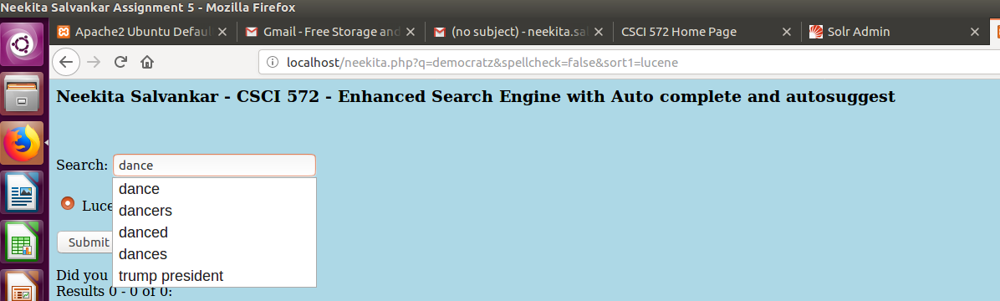 Neekita Salvankar Assignment 5 - Mozilla Firefox
Apache2 Ubuntu Defau
Gmail - Free Storage and
(no subject) - neekita.sal
CSCI 572 Home Page
Solr Admin
localhost/neekita.php?q=democratz&spellcheck=false&sort1=lucene
Neekita Salvankar - CSCI 572 - Enhanced Search Engine with Auto complete and autosuggest
Search: dance
dance
dancers
Luce
danced
Submit
dances
trump president
Did you
Results 0 - 0 of 0: